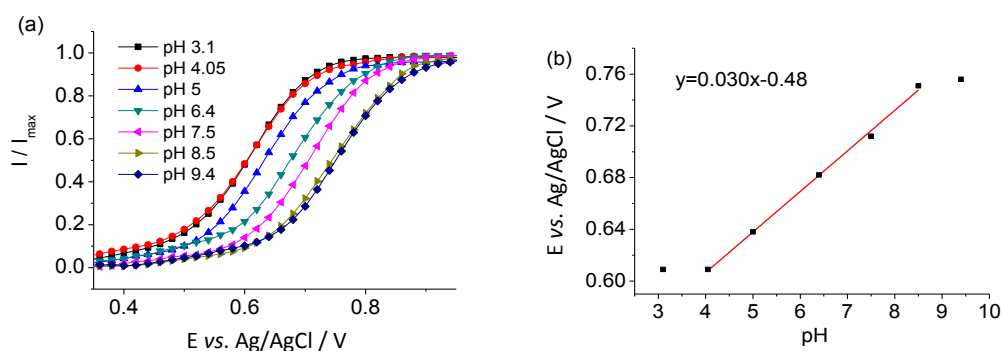 (a)
pH 3.1
pH 4.05
pH 5
pH 6.4
pH 7.5
pH 8.5
pH 9.4
I / I max
1.0
0.8
0.6
0.4
0.2
0.0
0.4 0.6 0.8
E vs. Ag/AgCl / V
(b)
y=0.030x-0.48
E vs. Ag/AgCl / V
0.76
0.72
0.68
0.64
0.60
3 4 5 6 7 8 9 10
pH